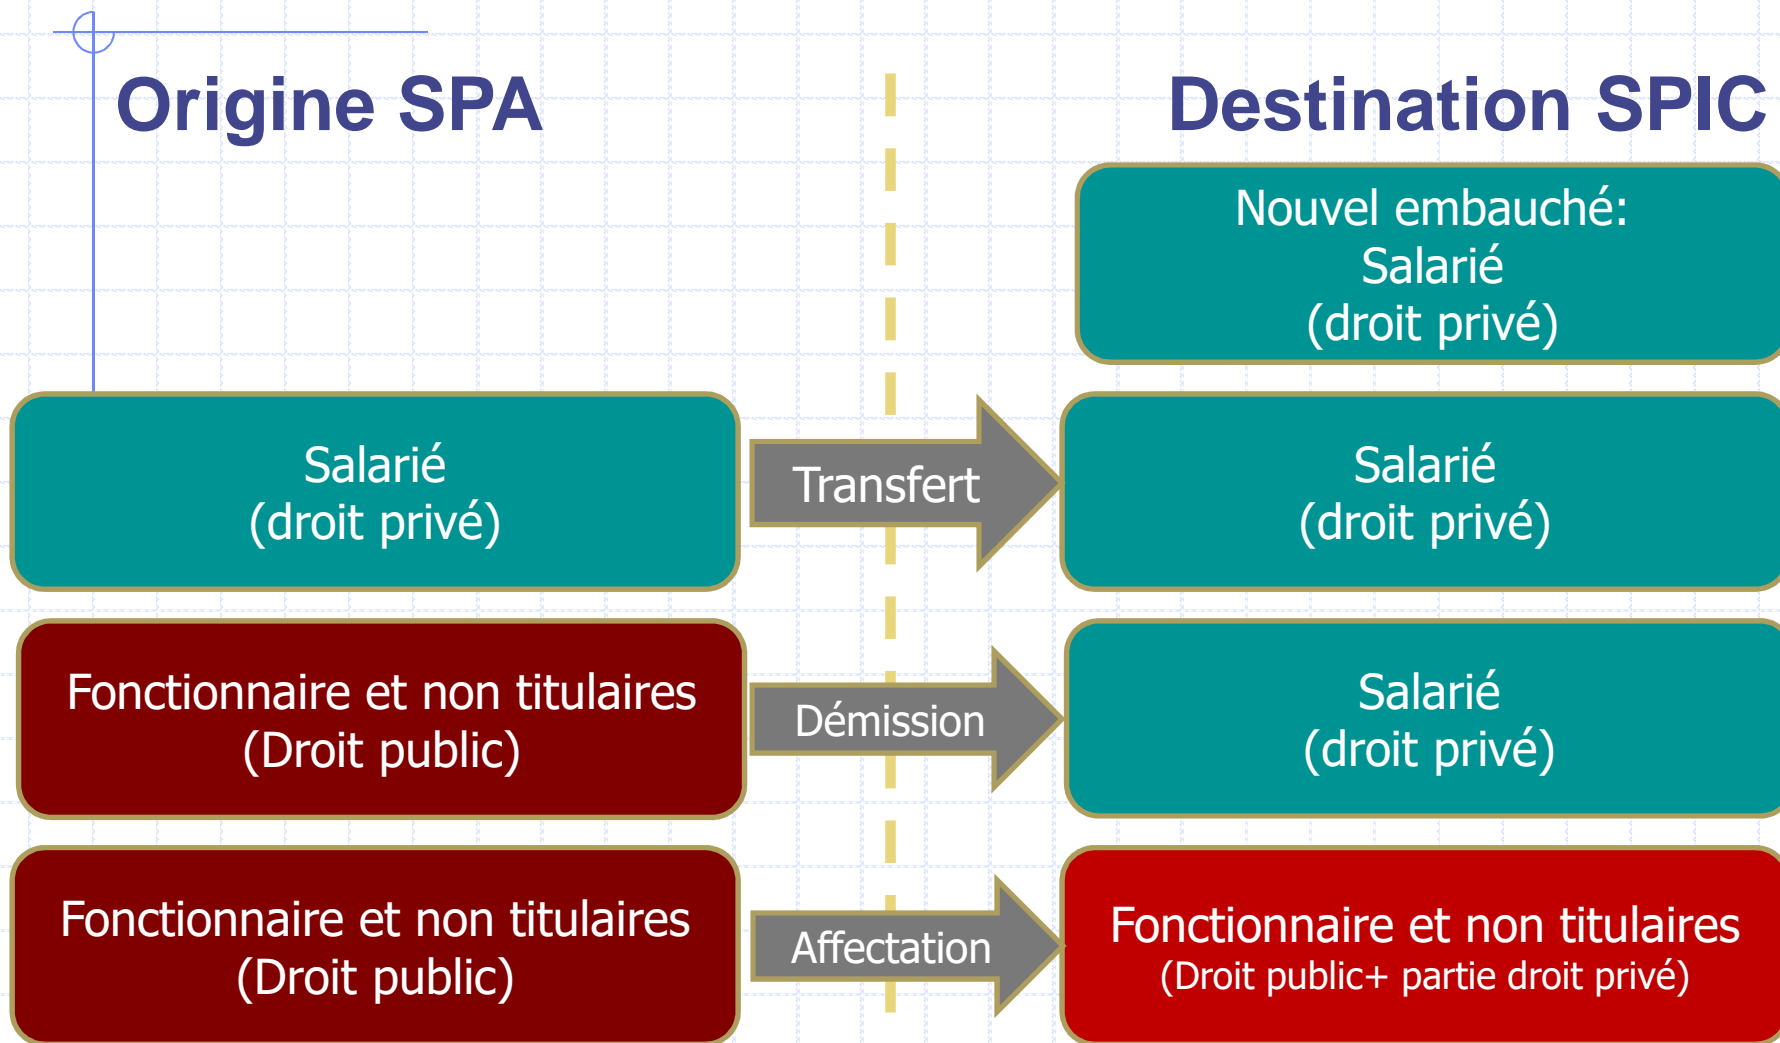 Origine SPA
Destination SPIC
Nouvel embauché:
Salarié
(droit privé)
Salarié
(droit privé)
Transfert
Salarié
(droit privé)
Fonctionnaire et non titulaires
(Droit public)
Démission
Salarié
(droit privé)
Fonctionnaire et non titulaires
(Droit public)
Affectation
Fonctionnaire et non titulaires
(Droit public+ partie droit privé)